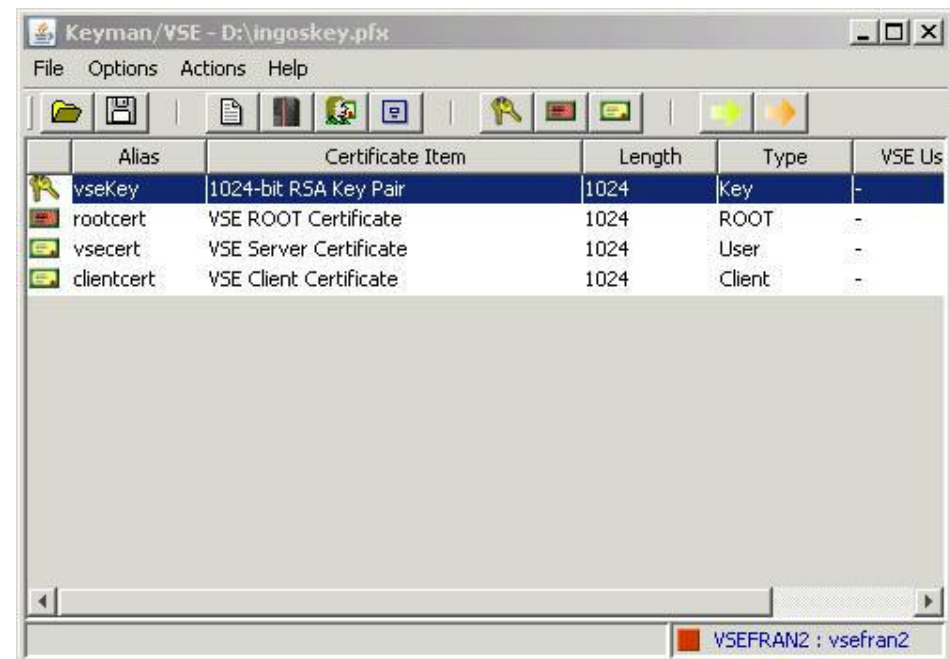 Keyman/VSE - D:\ingoskey.pfx
File Options Actions Help
Alias Certificate Item Length Type VSE Us
vseKey 1024-bit RSA Key Pair 1024 Key -
rootcert VSE ROOT Certificate 1024 ROOT -
vsecert VSE Server Certificate 1024 User -
clientcert VSE Client Certificate 1024 Client -
VSEFRAN2 : vsefran2